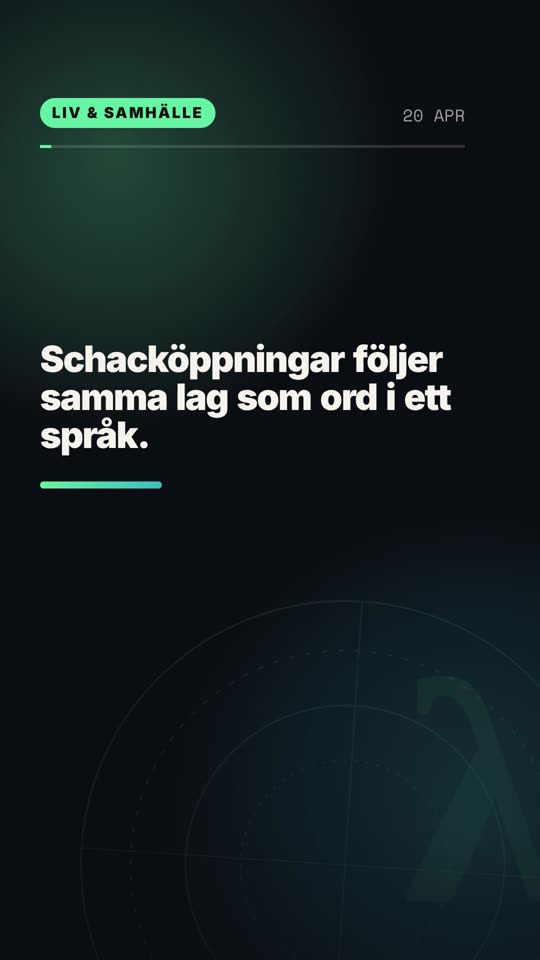 LIV & SAMHÄLLE
20 APR
Schacköppningar följer
samma lag som ord i ett
språk.
λ